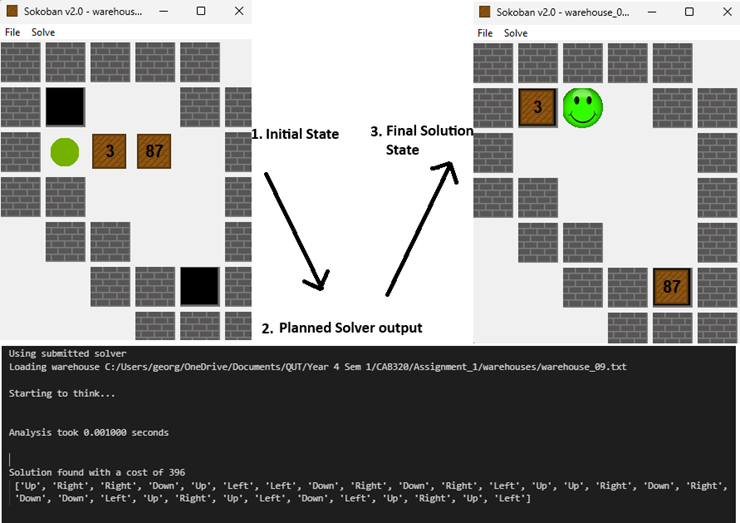 Sokoban v2.0 - warehous...
File Solve
3 87
1. Initial State
Sokoban v2.0 - warehouse_0...
File Solve
3
3. Final Solution
State
87
2. Planned Solver output
Using submitted solver
Loading warehouse C:/Users/georg/OneDrive/Documents/QUT/Year 4 Sem 1/CAB320/Assignment_1/warehouses/warehouse_09.txt
Starting to think...
Analysis took 0.001000 seconds
Solution found with a cost of 396
['Up', 'Right', 'Right', 'Down', 'Up', 'Left', 'Left', 'Down', 'Right', 'Down', 'Right', 'Left', 'Up', 'Up', 'Right', 'Down', 'Right',
'Down', 'Down', 'Left', 'Up', 'Right', 'Up', 'Left', 'Down', 'Left', 'Up', 'Right', 'Up', 'Left']